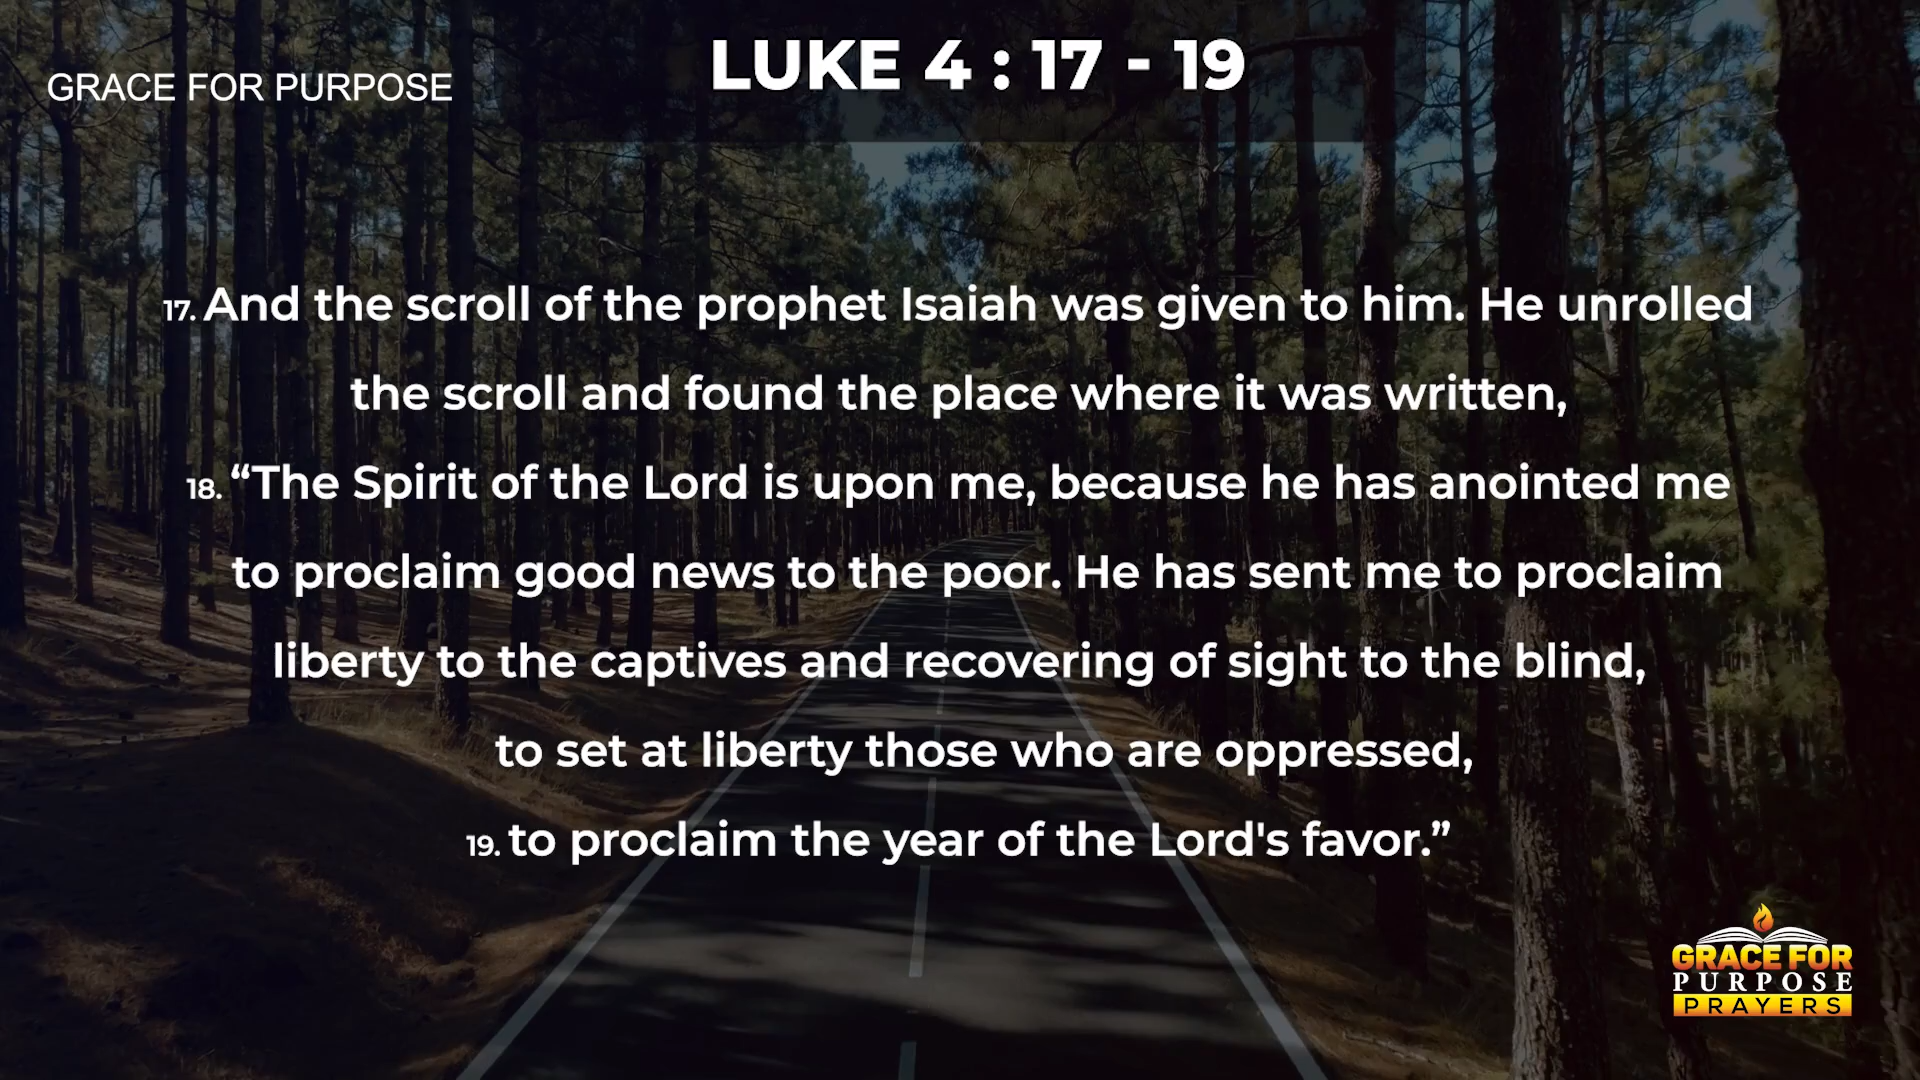 GRACE FOR PURPOSE
LUKE 4 : 17 - 19
17. And the scroll of the prophet Isaiah was given to him. He unrolled
the scroll and found the place where it was written,
18. “The Spirit of the Lord is upon me, because he has anointed me
to proclaim good news to the poor. He has sent me to proclaim
liberty to the captives and recovering of sight to the blind,
to set at liberty those who are oppressed,
19. to proclaim the year of the Lord's favor.”
GRACE FOR
PURPOSE
PRAYERS